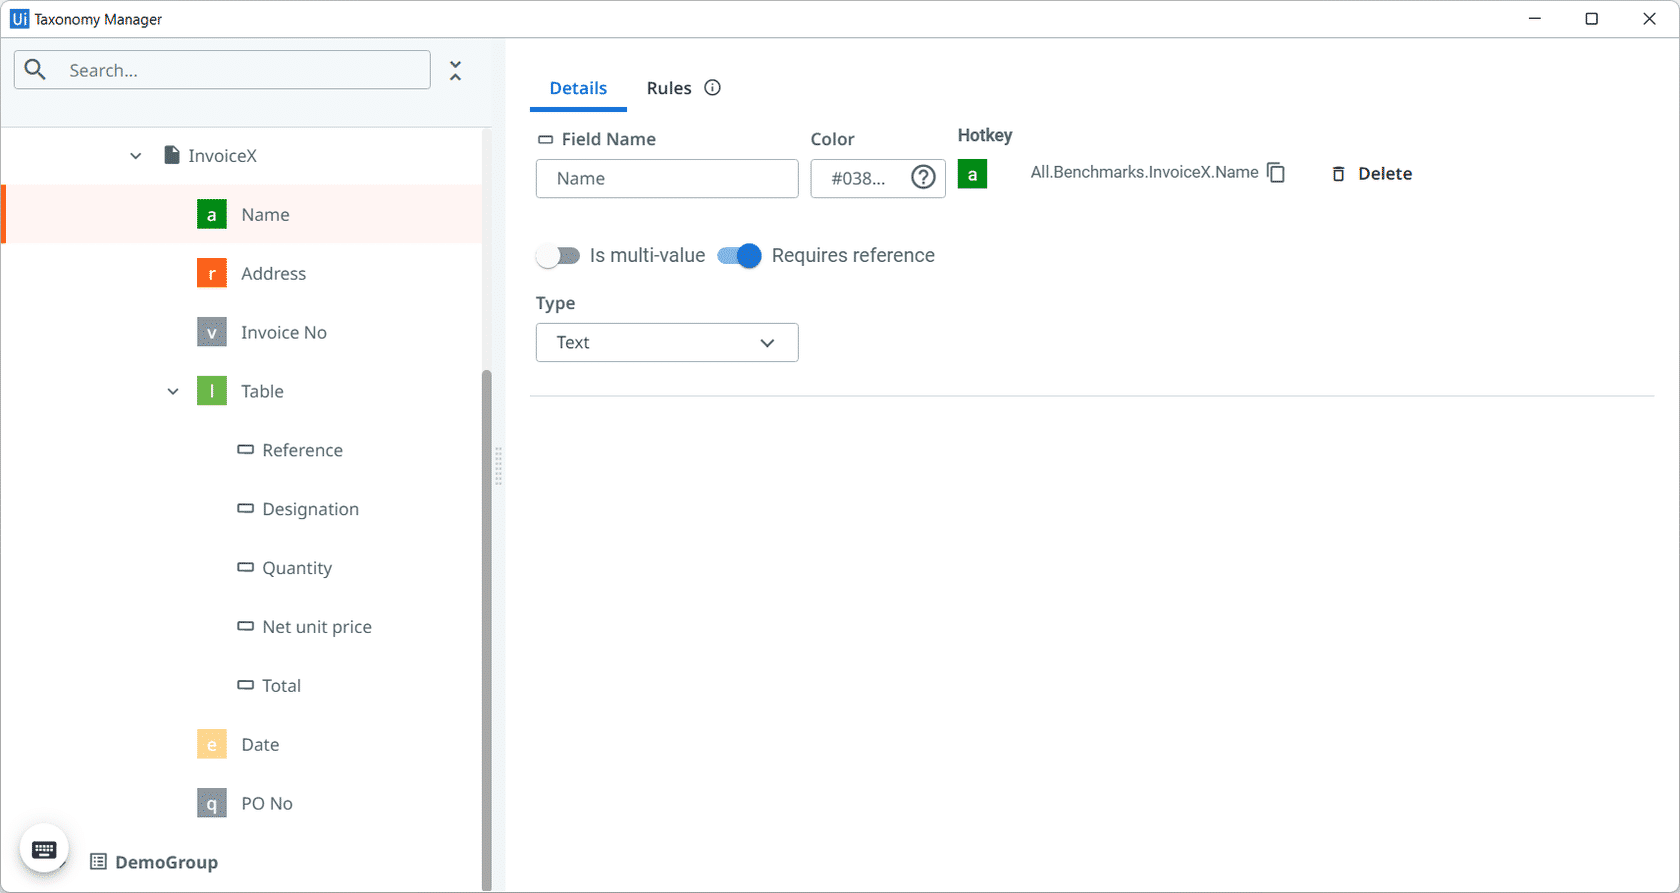 Ui Taxonomy Manager
Search...
InvoiceX
a Name
r Address
v Invoice No
l Table
Reference
Designation
Quantity
Net unit price
Total
e Date
q PO No
DemoGroup
Details Rules
Field Name Color Hotkey
Name #038... a All.Benchmarks.InvoiceX.Name Delete
Is multi-value Requires reference
Type
Text